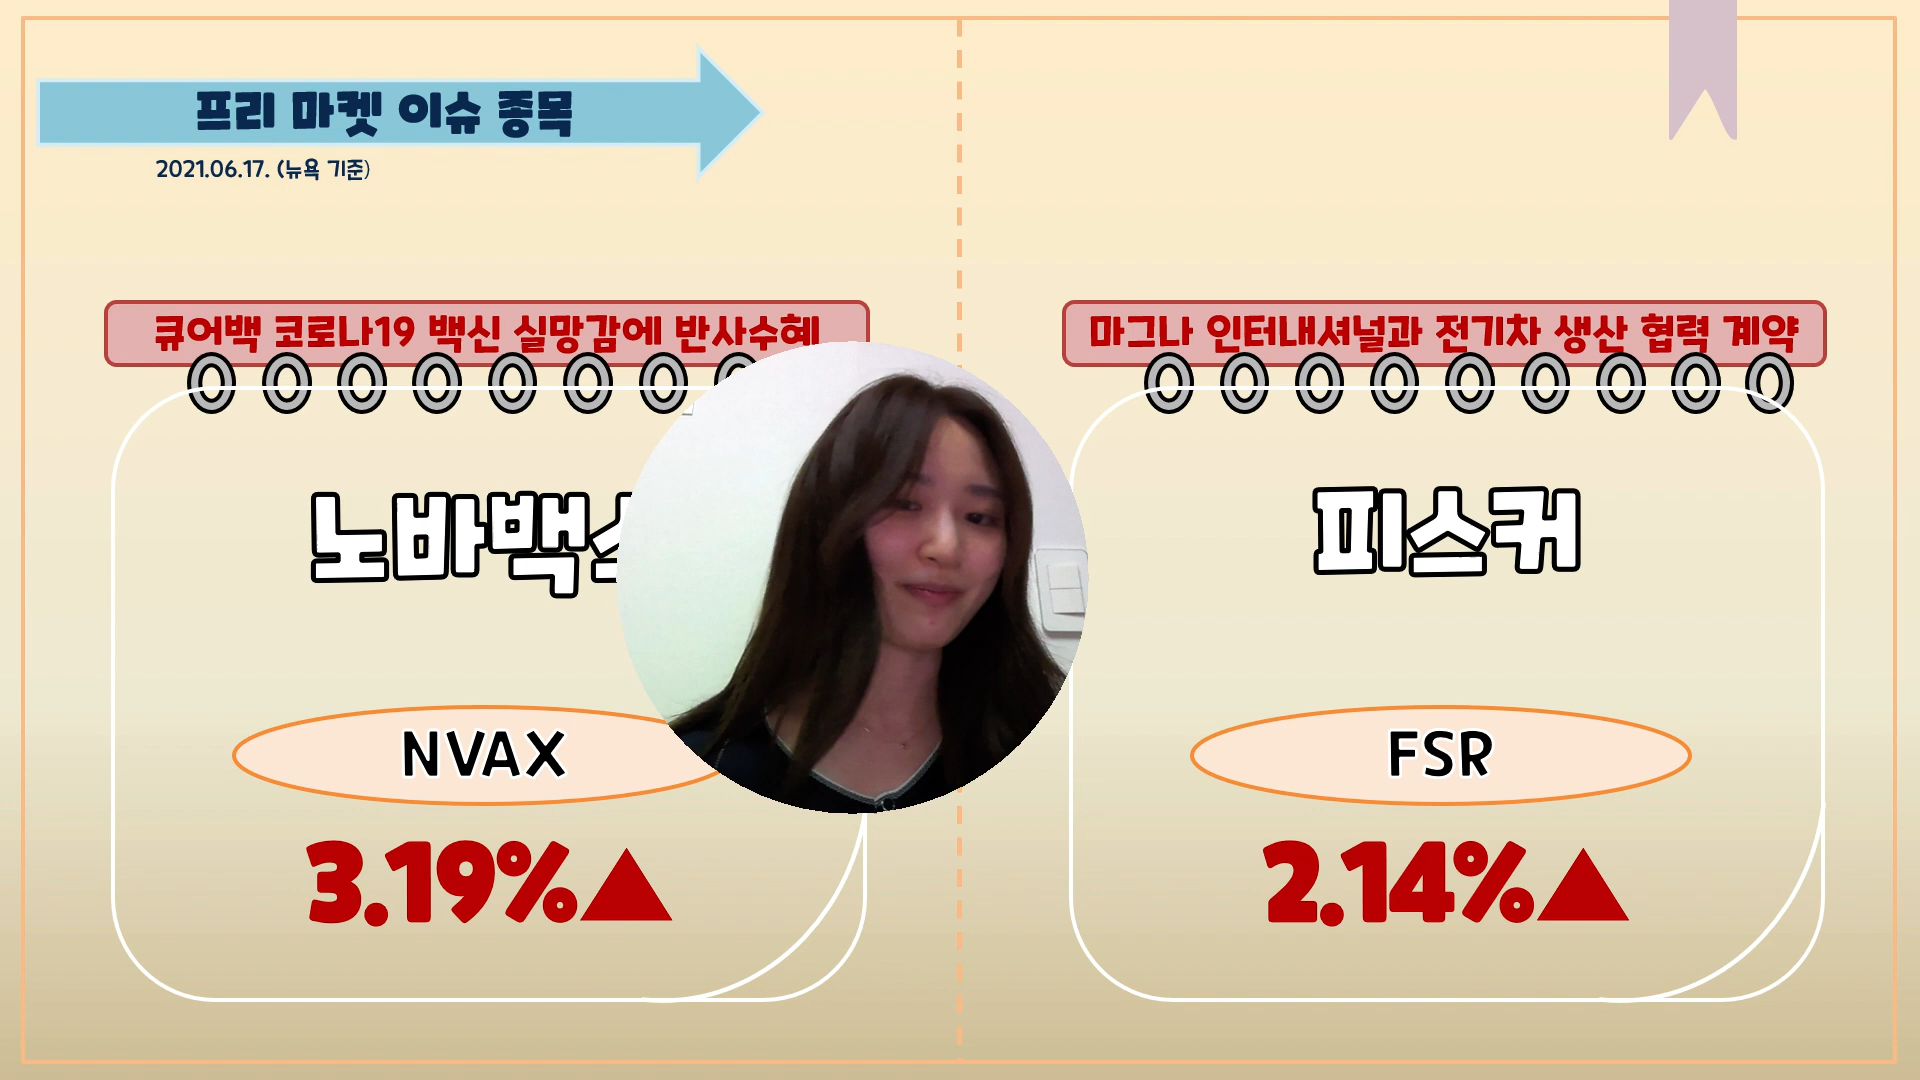 프리 마켓 이슈 종목
2021.06.17. (뉴욕 기준)
큐어백 코로나19 백신 실망감에 반사수혜
노바백스
NVAX
3.19%▲
마그나 인터내셔널과 전기차 생산 협력 계약
피스커
FSR
2.14%▲